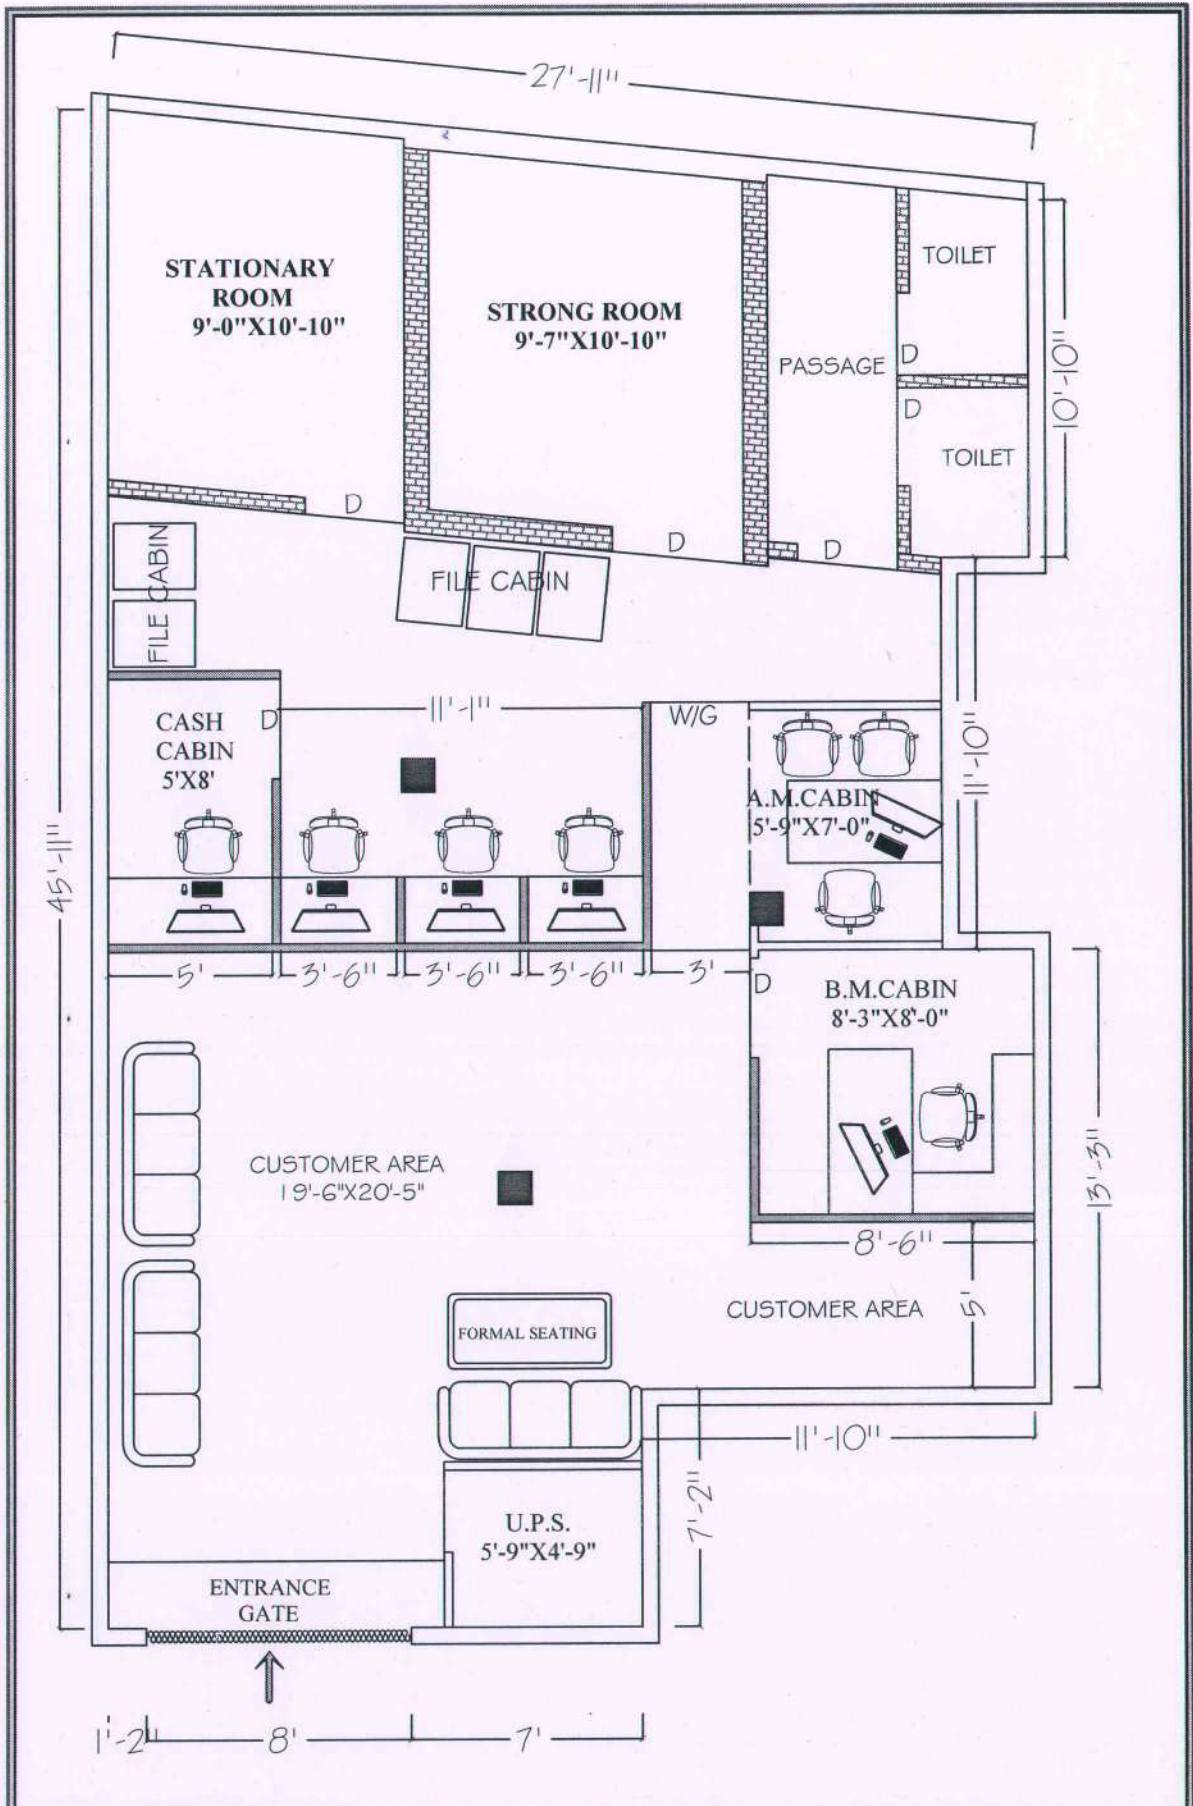 27'-11"
STATIONARY
ROOM
9'-0"X10'-10"
STRONG ROOM
9'-7"X10'-10"
TOILET
PASSAGE
D
10'-10"
D
TOILET
D
D
D
FILE CABIN
FILE CABIN
CASH
CABIN
5'X8'
D
11'-1"
W/G
11'-10"
A.M.CABIN
5'-9"X7'-0"
45'-11"
5'
3'-6"
3'-6"
3'-6"
3'
D
B.M.CABIN
8'-3"X8'-0"
CUSTOMER AREA
19'-6"X20'-5"
13'-3"
8'-6"
CUSTOMER AREA
5'
FORMAL SEATING
11'-10"
7'-2"
U.P.S.
5'-9"X4'-9"
ENTRANCE
GATE
1'-2"
8'
7'